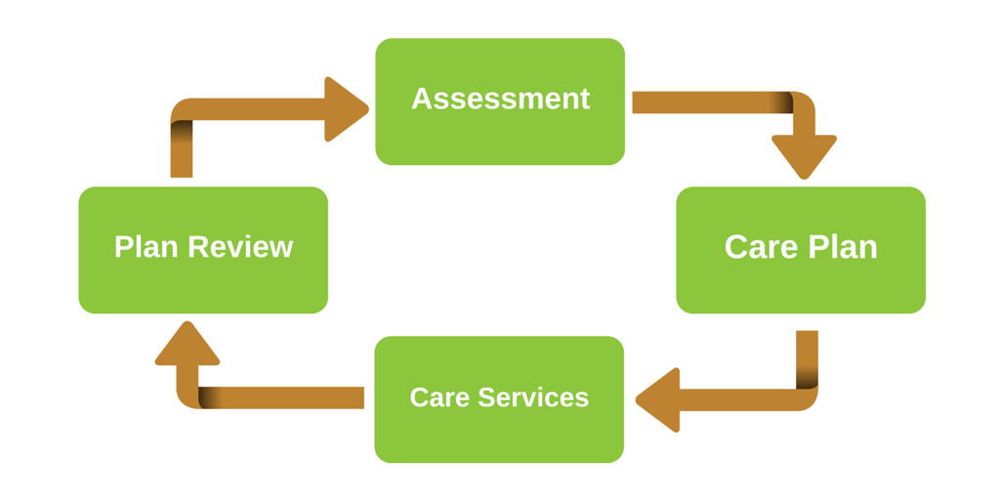 Assessment
Plan Review
Care Plan
Care Services